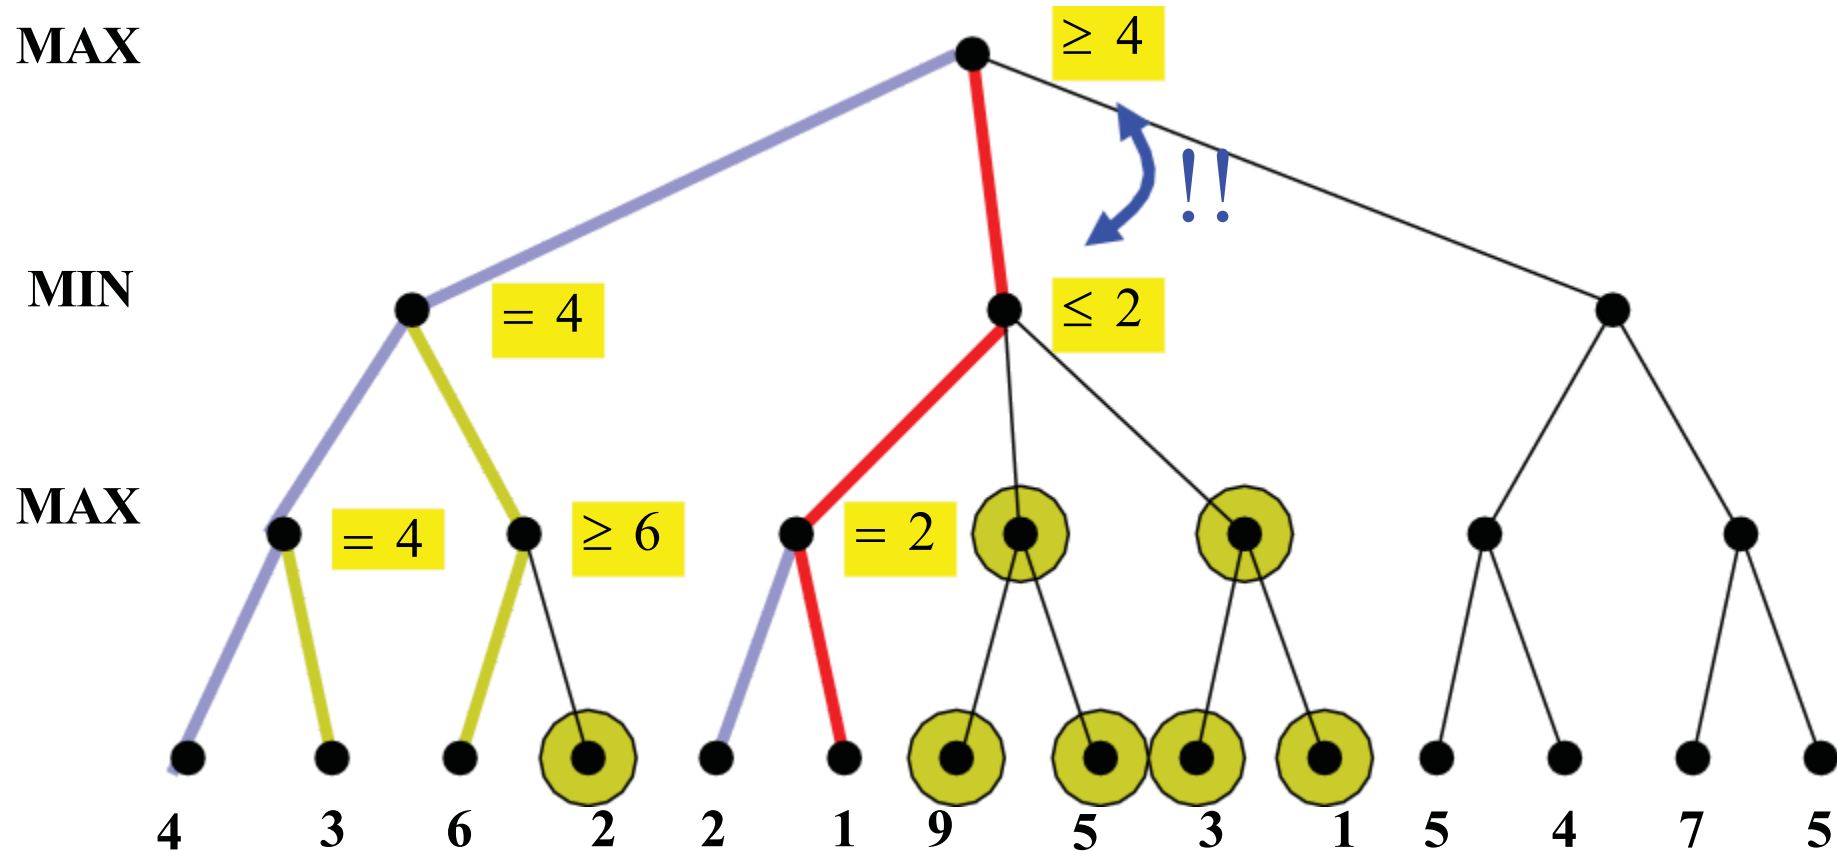 MAX
≥ 4
!!
MIN
= 4
≤ 2
MAX
= 4
≥ 6
= 2
4 3 6 2 2 1 9 5 3 1 5 4 7 5